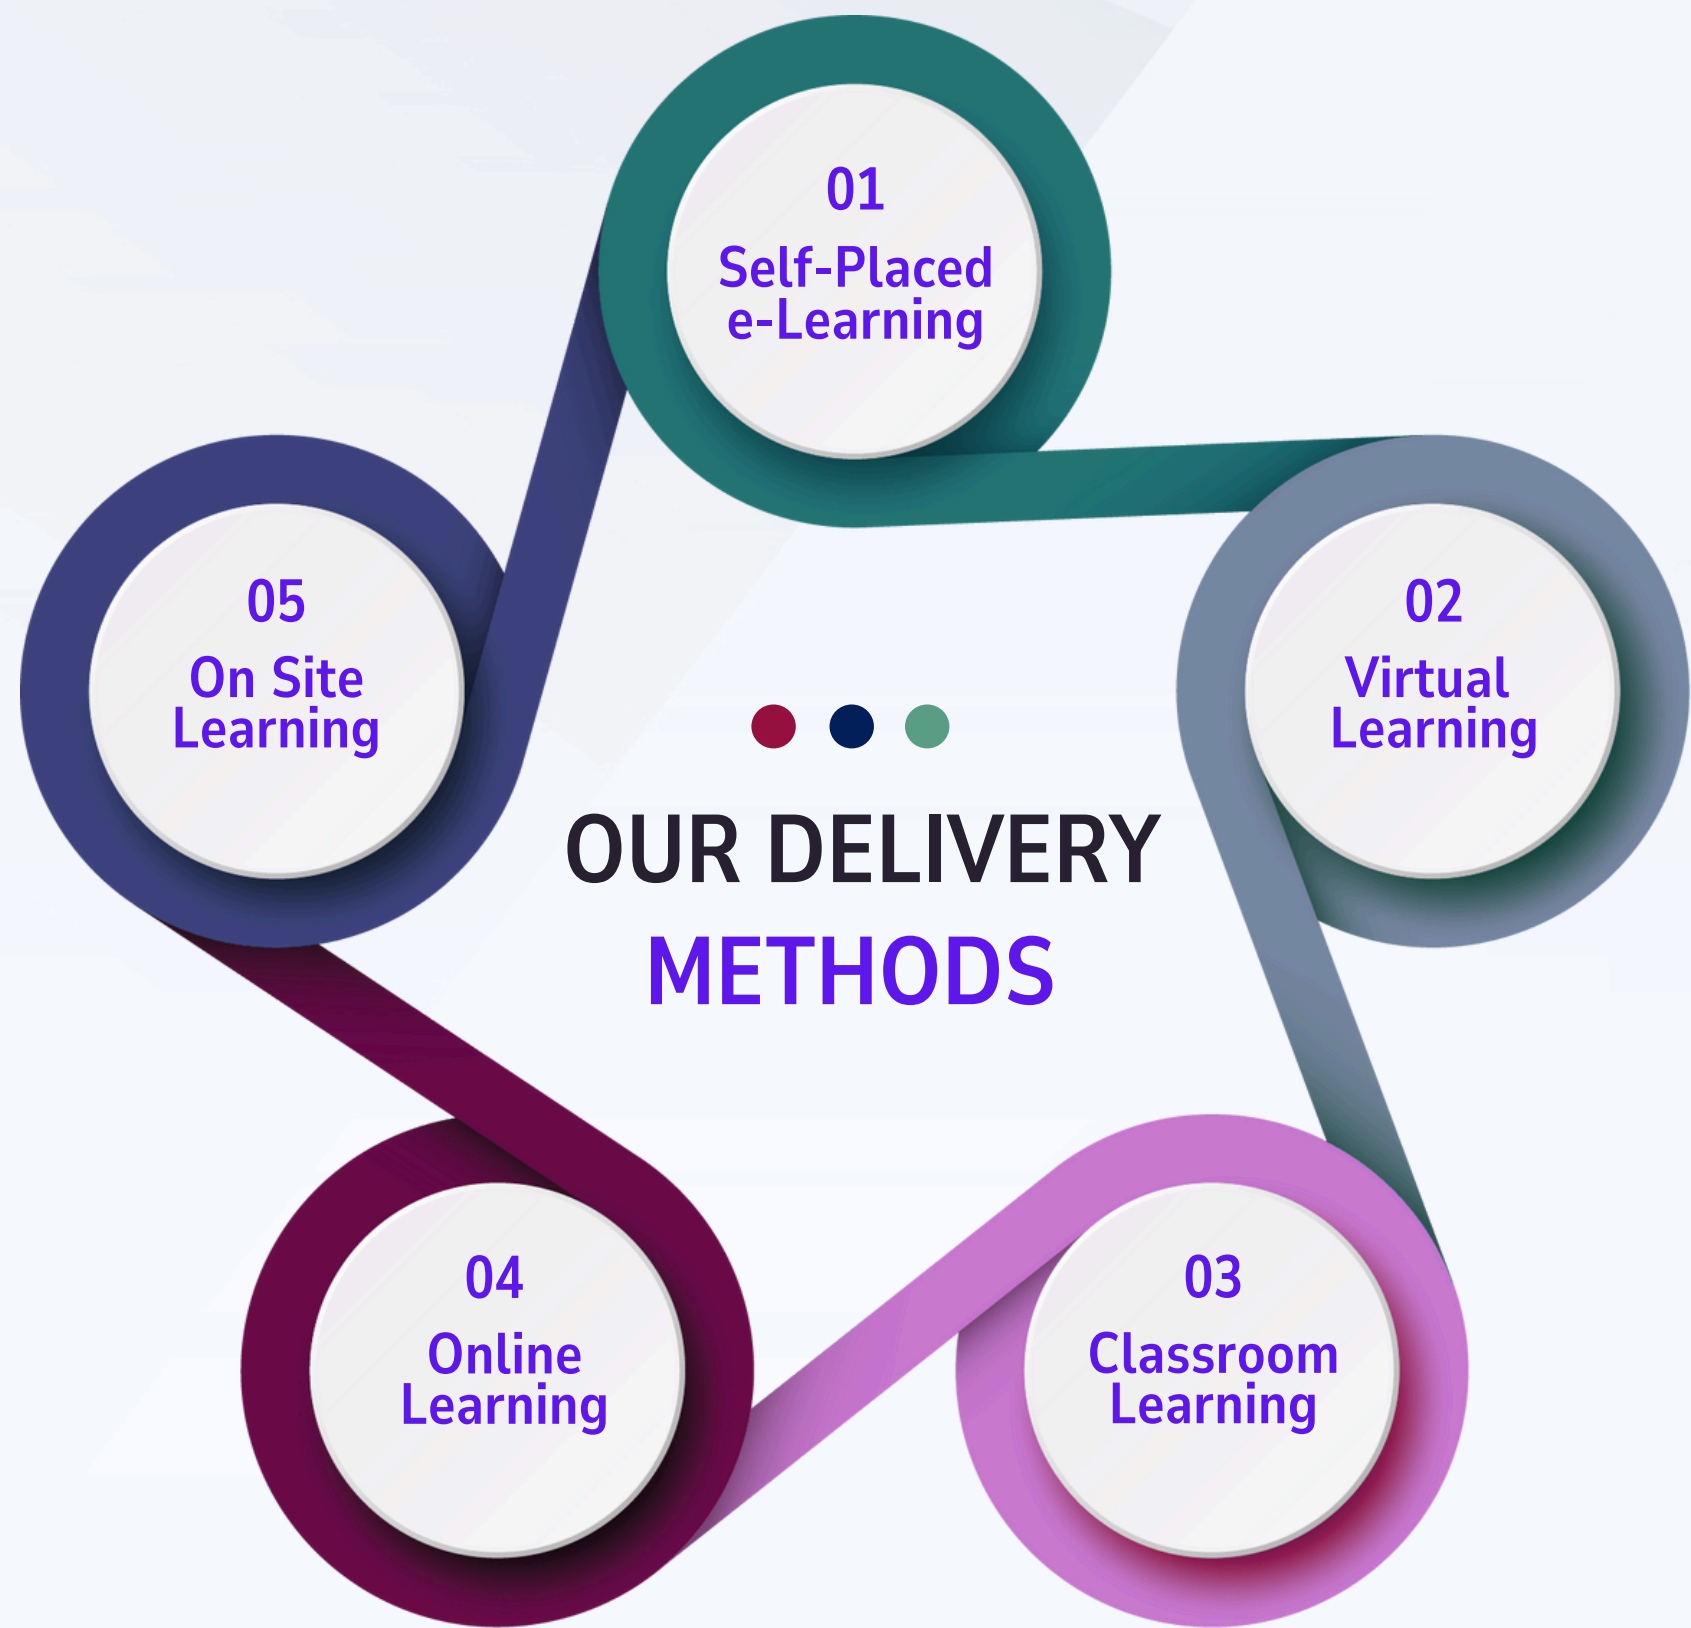 01
Self-Placed
e-Learning
02
Virtual
Learning
03
Classroom
Learning
04
Online
Learning
05
On Site
Learning
OUR DELIVERY
METHODS